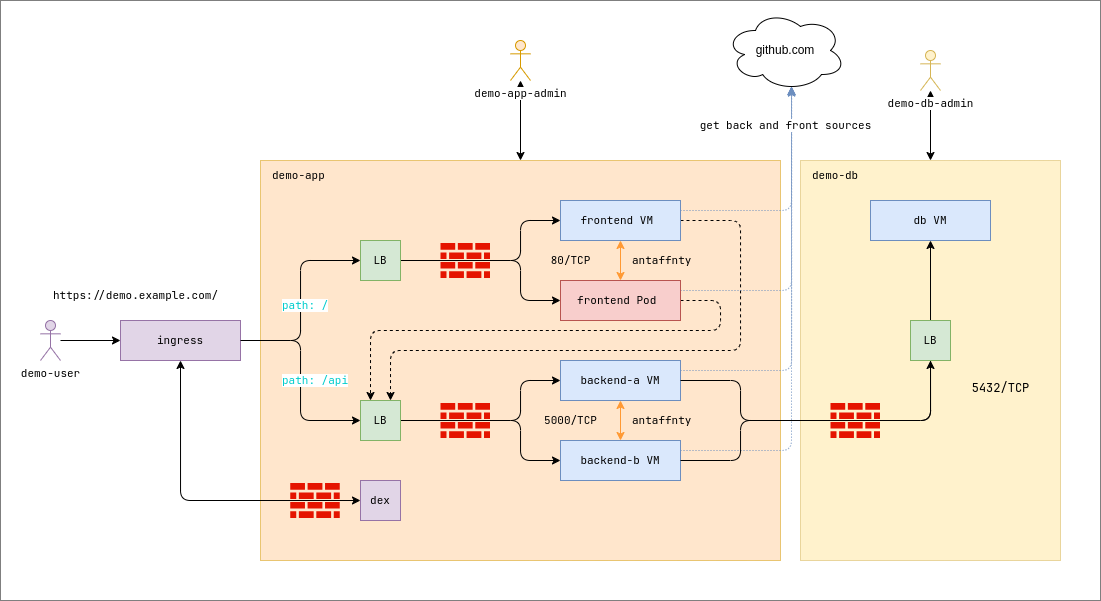 github.com
demo-app-admin
demo-db-admin
get back and front sources
demo-app
demo-db
frontend VM
db VM
LB
80/TCP
antaffnty
https://demo.example.com/
path: /
frontend Pod
ingress
LB
demo-user
path: /api
backend-a VM
5432/TCP
LB
5000/TCP
antaffnty
backend-b VM
dex